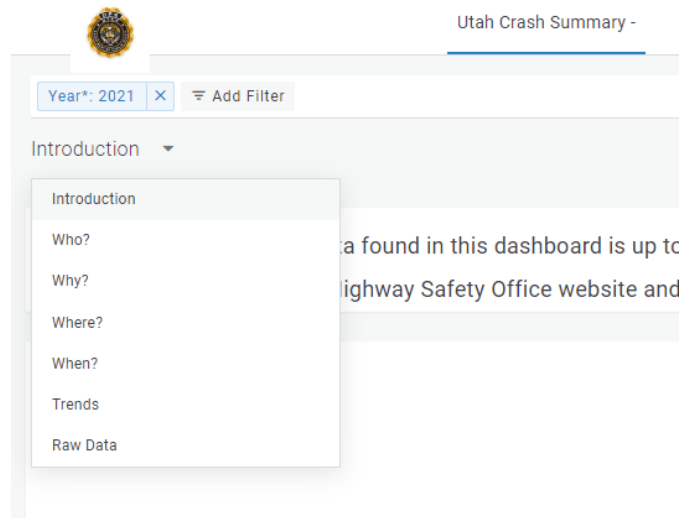 Utah Crash Summary -
Year*: 2021 × Add Filter
Introduction
Introduction
Who?
Why?
Where?
When?
Trends
Raw Data
a found in this dashboard is up to
ighway Safety Office website and